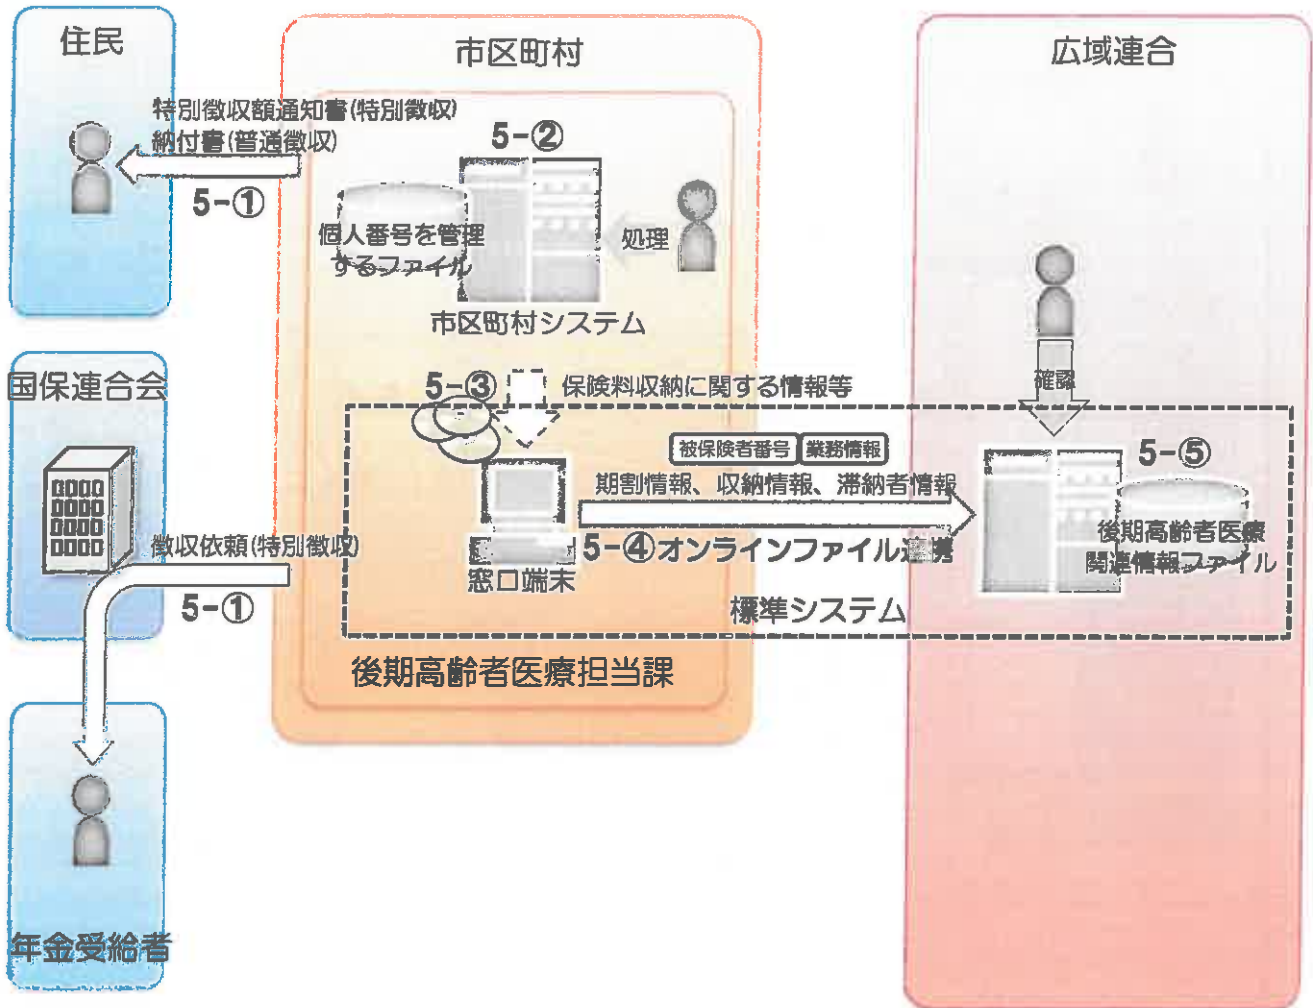 住民
市区町村
広域連合
特別徴収額通知書(特別徴収)
納付書(普通徴収)
5-①
5-②
個人番号を管理
するファイル
処理
市区町村システム
国保連合会
5-③
保険料収納に関する情報等
確認
被保険者番号 業務情報
期割情報、収納情報、滞納者情報
5-④オンラインファイル連携
窓口端末
5-⑤
後期高齢者医療
関連情報ファイル
徴収依頼(特別徴収)
5-①
標準システム
後期高齢者医療担当課
年金受給者